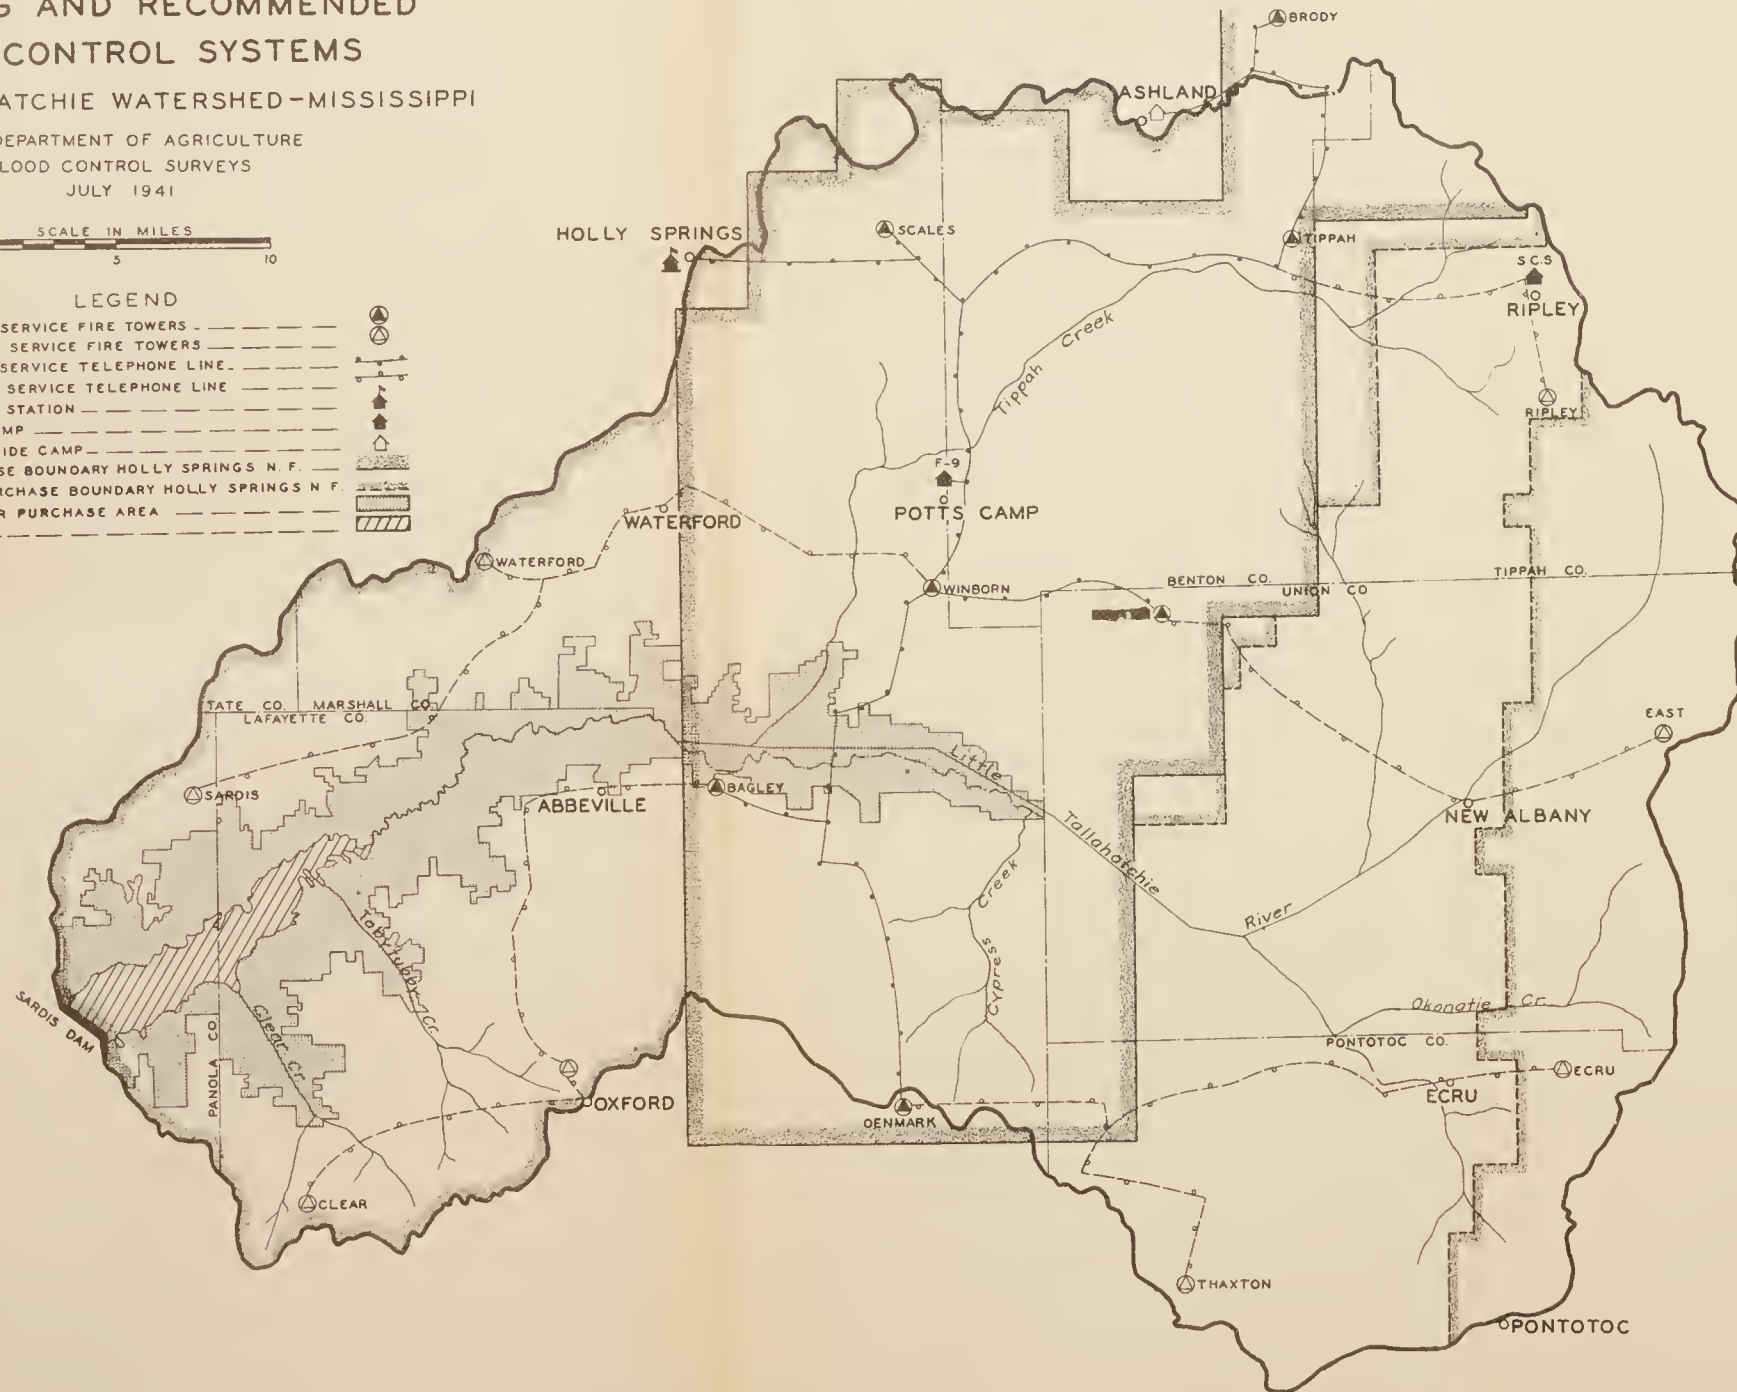 G AND RECOMMENDED
CONTROL SYSTEMS
ATCHIE WATERSHED-MISSISSIPPI
DEPARTMENT OF AGRICULTURE
LOOD CONTROL SURVEYS
JULY 1941
SCALE IN MILES
5 10
LEGEND
SERVICE FIRE TOWERS
SERVICE FIRE TOWERS
SERVICE TELEPHONE LINE
SERVICE TELEPHONE LINE
STATION
MP
IDE CAMP
SE BOUNDARY HOLLY SPRINGS N. F.
RCHASE BOUNDARY HOLLY SPRINGS N F.
R PURCHASE AREA
BRODY
ASHLAND
HOLLY SPRINGS
SCALES
TIPPAH
S C S
RIPLEY
Tippah Creek
RIPLEY
F-9
POTTS CAMP
WATERFORD
WATERFORD
WINBORN
BENTON CO.
UNION CO
TIPPAH CO.
TATE CO. MARSHALL CO.
LAFAYETTE CO.
EAST
SARDIS
ABBEVILLE
BAGLEY
Little
Tallahatchie
River
NEW ALBANY
Cypress Creek
Tobytubby Cr.
Clear Cr.
SARDIS DAM
PANOLA CO.
Okonatie Cr.
PONTOTOC CO.
ECRU
ECRU
OXFORD
DENMARK
CLEAR
THAXTON
PONTOTOC